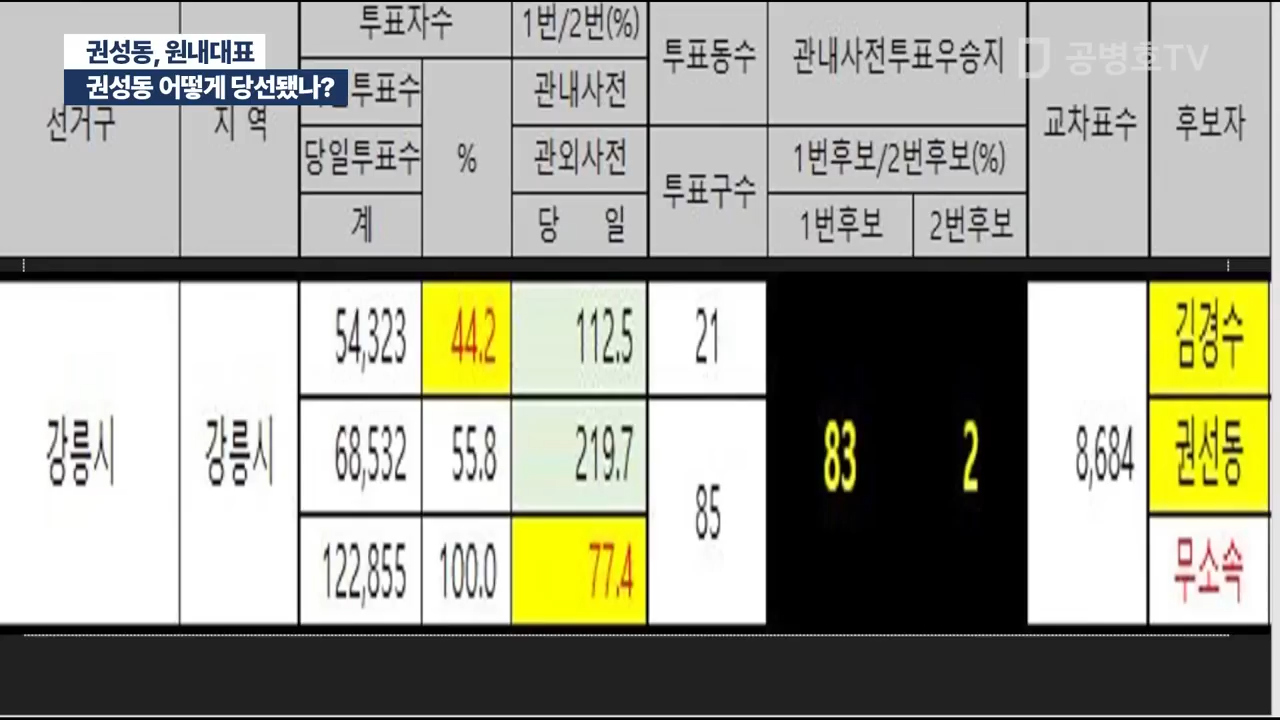 권성동, 원내대표
권성동 어떻게 당선됐나?
공병호TV
투표자수 1번/2번(%)
선거구 지 역 투표수 % 관내사전 투표동수 관내사전투표우승지 교차표수 후보자
당일투표수 관외사전 투표구수 1번후보/2번후보(%)
계 당 일 1번후보 2번후보
강릉시 강릉시 54,323 44.2 112.5 21 83 2 8,684 김경수
68,532 55.8 219.7 85 권선동
122,855 100.0 77.4 무소속